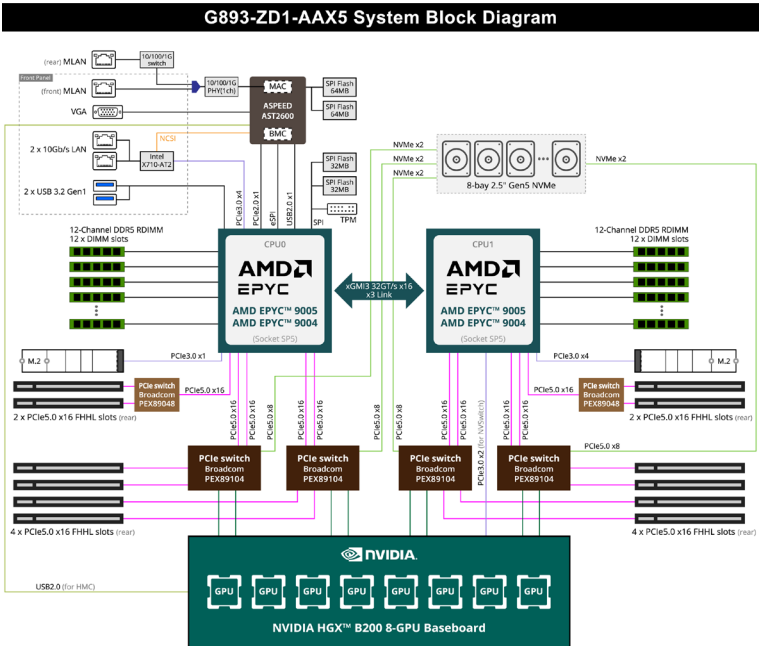 G893-ZD1-AAX5 System Block Diagram
(rear) MLAN
10/100/1G
switch
Front Panel
(front) MLAN
10/100/1G
PHY(1ch)
MAC
SPI Flash
64MB
VGA
ASPEED
AST2600
SPI Flash
64MB
BMC
NCSI
2 x 10Gb/s LAN
Intel
X710-AT2
SPI Flash
32MB
SPI Flash
32MB
2 x USB 3.2 Gen1
PCIe3.0 x4
PCIe2.0 x1
eSPI
USB2.0 x1
SPI
TPM
NVMe x2
NVMe x2
NVMe x2
NVMe x2
8-bay 2.5" Gen5 NVMe
12-Channel DDR5 RDIMM
12 x DIMM slots
CPU0
AMD
EPYC
AMD EPYC™ 9005
AMD EPYC™ 9004
(Socket SP5)
xGMI3 32GT/s x16
x3 Link
CPU1
AMD
EPYC
AMD EPYC™ 9005
AMD EPYC™ 9004
(Socket SP5)
12-Channel DDR5 RDIMM
12 x DIMM slots
M.2
PCIe3.0 x1
PCIe3.0 x4
M.2
PCIe switch
Broadcom
PEX89048
PCIe5.0 x16
PCIe5.0 x16
PCIe switch
Broadcom
PEX89048
2 x PCIe5.0 x16 FHHL slots (rear)
2 x PCIe5.0 x16 FHHL slots (rear)
PCIe5.0 x16
PCIe5.0 x16
PCIe5.0 x8
PCIe5.0 x16
PCIe5.0 x16
PCIe5.0 x8
PCIe5.0 x8
PCIe5.0 x16
PCIe5.0 x16
PCIe3.0 x2 (for NVSwitch)
PCIe5.0 x16
PCIe5.0 x16
PCIe5.0 x8
PCIe switch
Broadcom
PEX89104
PCIe switch
Broadcom
PEX89104
PCIe switch
Broadcom
PEX89104
PCIe switch
Broadcom
PEX89104
4 x PCIe5.0 x16 FHHL slots (rear)
4 x PCIe5.0 x16 FHHL slots (rear)
NVIDIA.
USB2.0 (for HMC)
GPU
GPU
GPU
GPU
GPU
GPU
GPU
GPU
NVIDIA HGX™ B200 8-GPU Baseboard